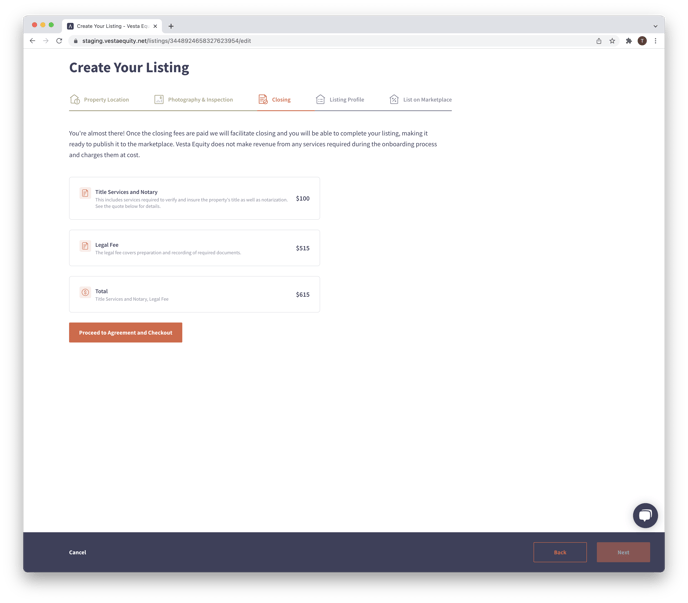 Create Your Listing - Vesta Eq
staging.vestaequity.net/listings/3448924658327623954/edit
T
Create Your Listing
Property Location
Photography & Inspection
Closing
Listing Profile
List on Marketplace
You're almost there! Once the closing fees are paid we will facilitate closing and you will be able to complete your listing, making it
ready to publish it to the marketplace. Vesta Equity does not make revenue from any services required during the onboarding process
and charges them at cost.
Title Services and Notary
This includes services required to verify and insure the property's title as well as notarization.
See the quote below for details.
$100
Legal Fee
The legal fee covers preparation and recording of required documents.
$515
Total
Title Services and Notary, Legal Fee
$615
Proceed to Agreement and Checkout
Cancel
Back
Next